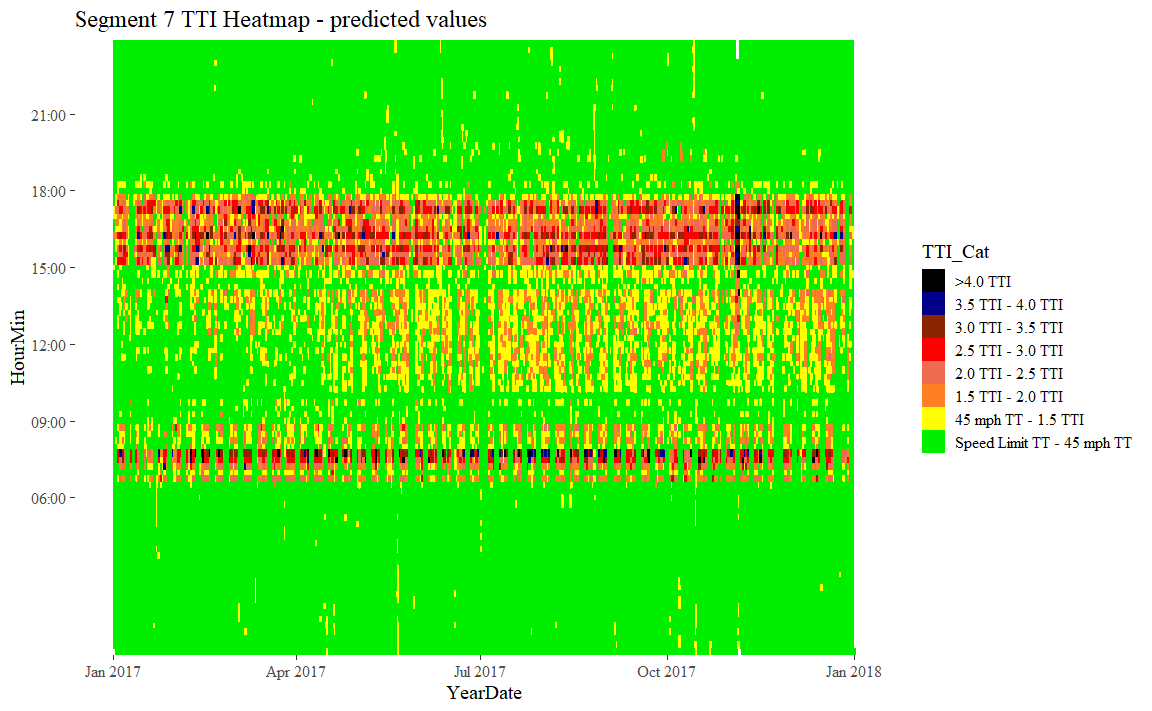 Segment 7 TTI Heatmap - predicted values
HourMin
21:00
18:00
15:00
12:00
09:00
06:00
Jan 2017
Apr 2017
Jul 2017
Oct 2017
Jan 2018
YearDate
TTI_Cat
>4.0 TTI
3.5 TTI - 4.0 TTI
3.0 TTI - 3.5 TTI
2.5 TTI - 3.0 TTI
2.0 TTI - 2.5 TTI
1.5 TTI - 2.0 TTI
45 mph TT - 1.5 TTI
Speed Limit TT - 45 mph TT